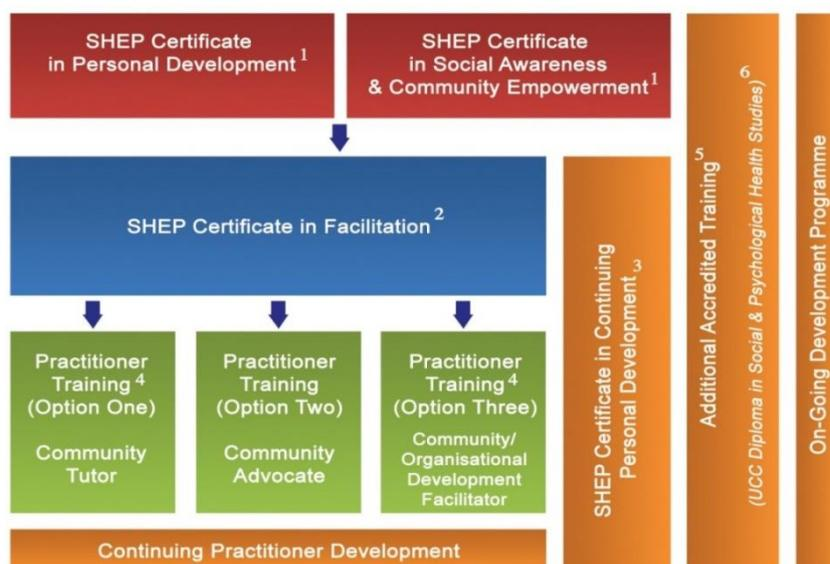 SHEP Certificate
in Personal Development 1
SHEP Certificate
in Social Awareness
& Community Empowerment 1
SHEP Certificate in Facilitation 2
Practitioner
Training 4
(Option One)
Community
Tutor
Practitioner
Training
(Option Two)
Community
Advocate
Practitioner
Training 4
(Option Three)
Community/
Organisational
Development
Facilitator
Continuing Practitioner Development
SHEP Certificate in Continuing
Personal Development 3
Additional Accredited Training 5
(UCC Diploma in Social & Psychological Health Studies) 6
On-Going Development Programme